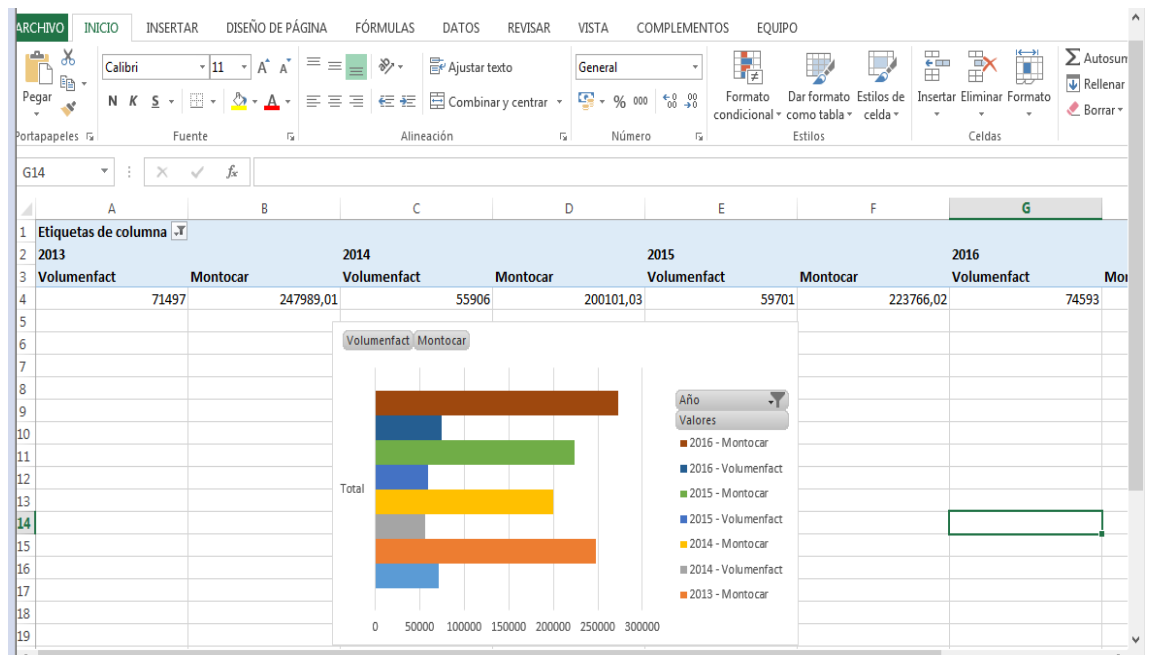 ARCHIVO INICIO INSERTAR DISEÑO DE PÁGINA FÓRMULAS DATOS REVISAR VISTA COMPLEMENTOS EQUIPO
Calibri 11 A A Ajustar texto General Σ Autosum
Pegar N K S A Combinar y centrar % 000 Formato condicional Dar formato como tabla Estilos de celda Insertar Eliminar Formato Rellenar
Borrar
Portapapeles Fuente Alineación Número Estilos Celdas
G14 fx
A B C D E F G
1 Etiquetas de columna
2 2013 2014 2015 2016
3 Volumenfact Montocar Volumenfact Montocar Volumenfact Montocar Volumenfact Mon
4 71497 247989,01 55906 200101,03 59701 223766,02 74593
5
6
7
8
9
10
11
12
13
14
15
16
17
18
19
Volumenfact Montocar
Total
0 50000 100000 150000 200000 250000 300000
Año
Valores
2016 - Montocar
2016 - Volumenfact
2015 - Montocar
2015 - Volumenfact
2014 - Montocar
2014 - Volumenfact
2013 - Montocar